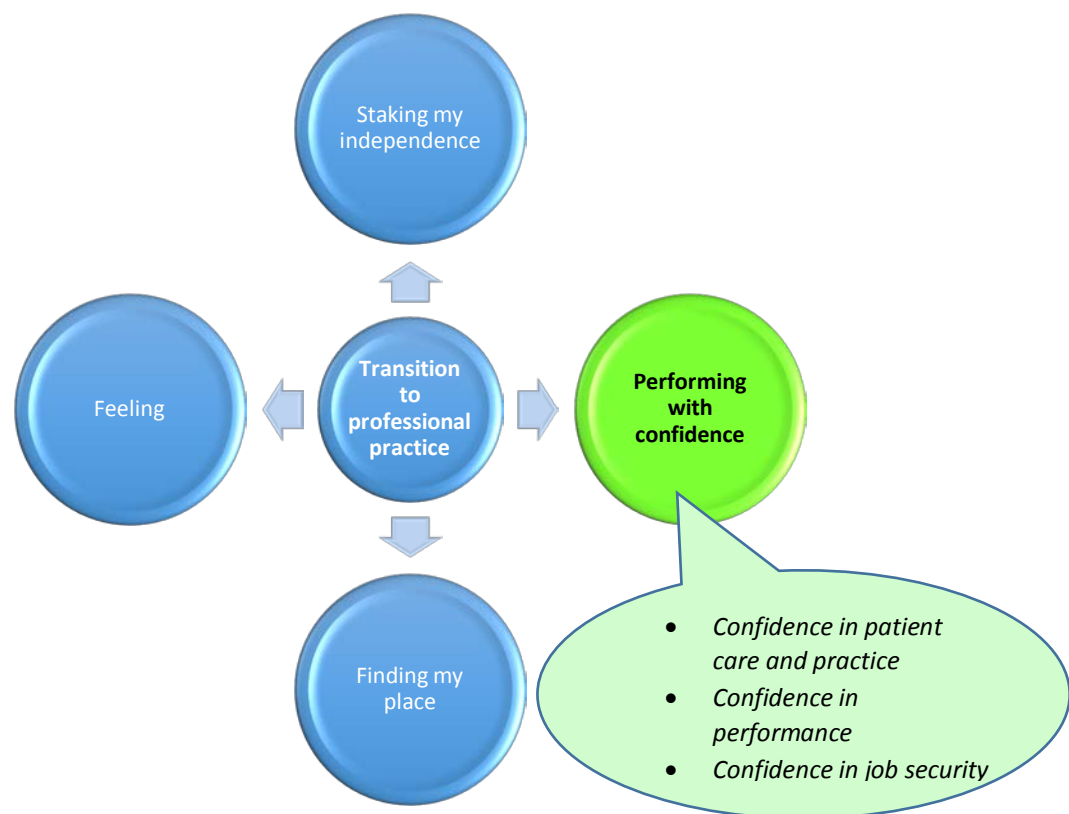 Staking my
independence
Feeling
Transition
to
professional
practice
Performing
with
confidence
Finding my
place
• Confidence in patient
care and practice
• Confidence in
performance
• Confidence in job security